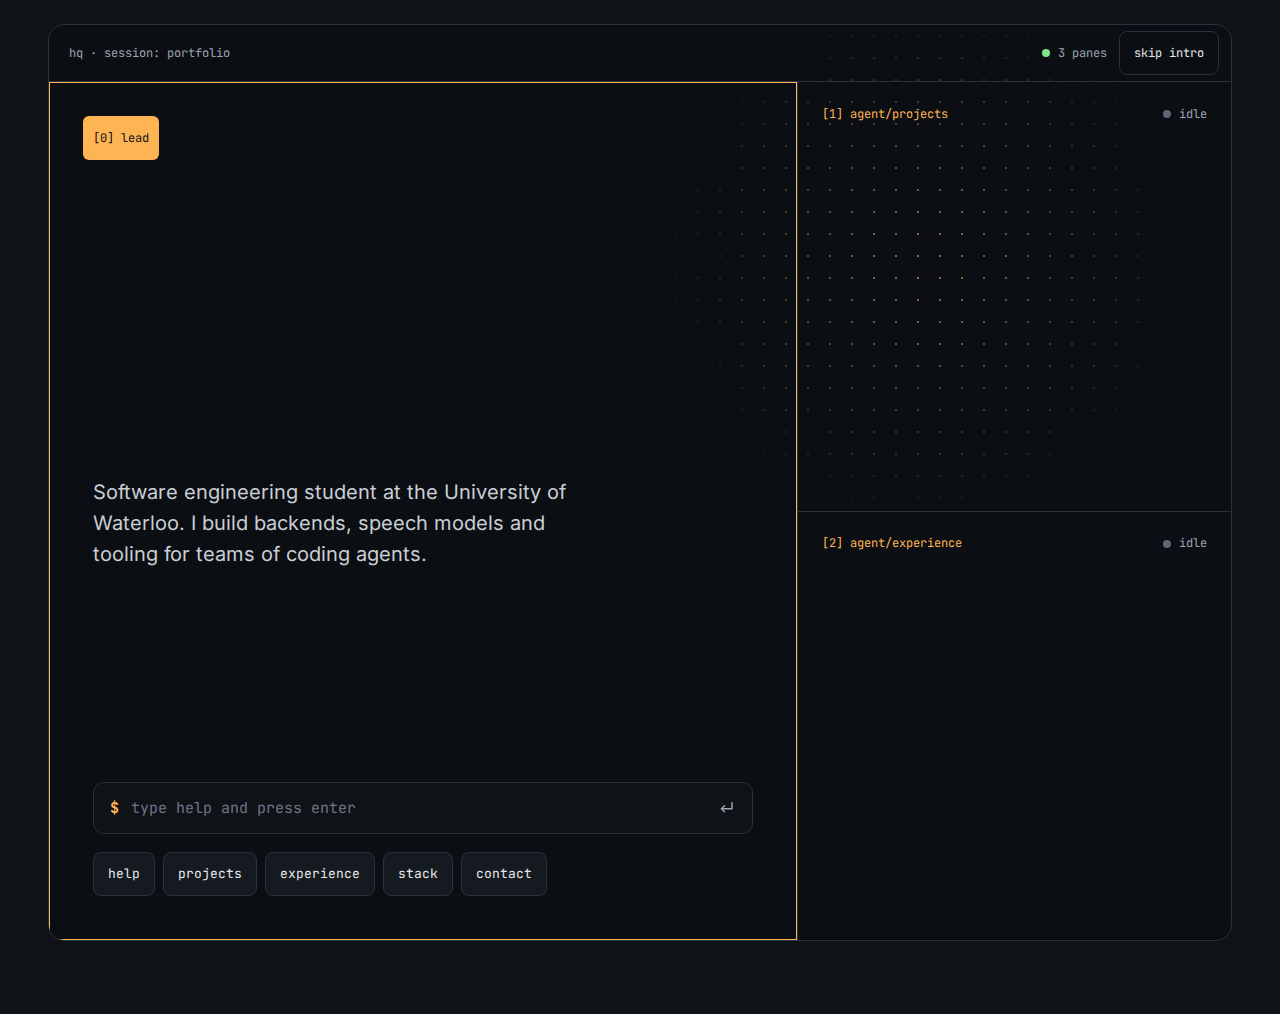 hq · session: portfolio
3 panes
skip intro
[0] lead
[1] agent/projects
idle
Software engineering student at the University of
Waterloo. I build backends, speech models and
tooling for teams of coding agents.
[2] agent/experience
idle
$ type help and press enter
help
projects
experience
stack
contact